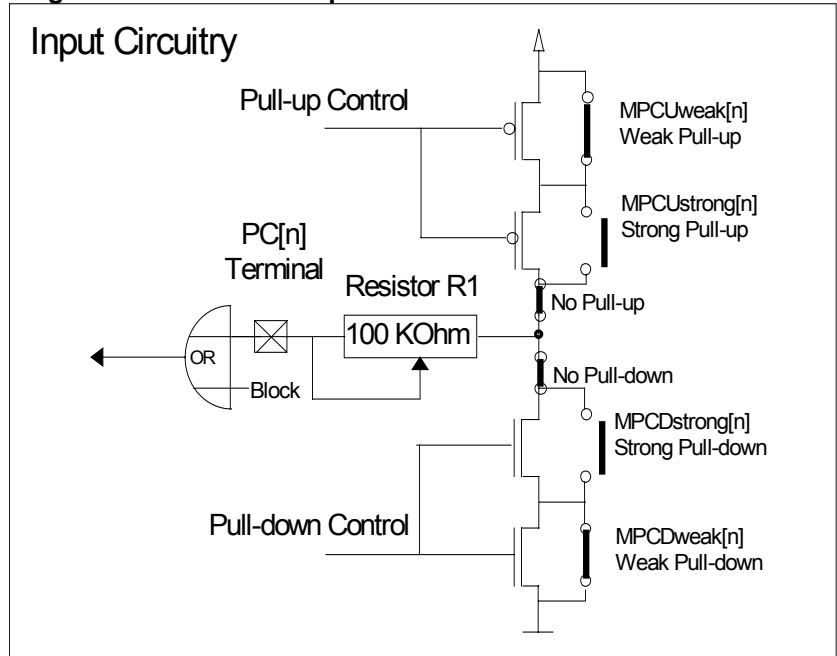 Input Circuitry
Pull-up Control
MPCUweak[n]
Weak Pull-up
MPCUstrong[n]
Strong Pull-up
PC[n]
Terminal
Resistor R1
No Pull-up
100 KOhm
OR
Block
No Pull-down
MPCDstrong[n]
Strong Pull-down
Pull-down Control
MPCDweak[n]
Weak Pull-down